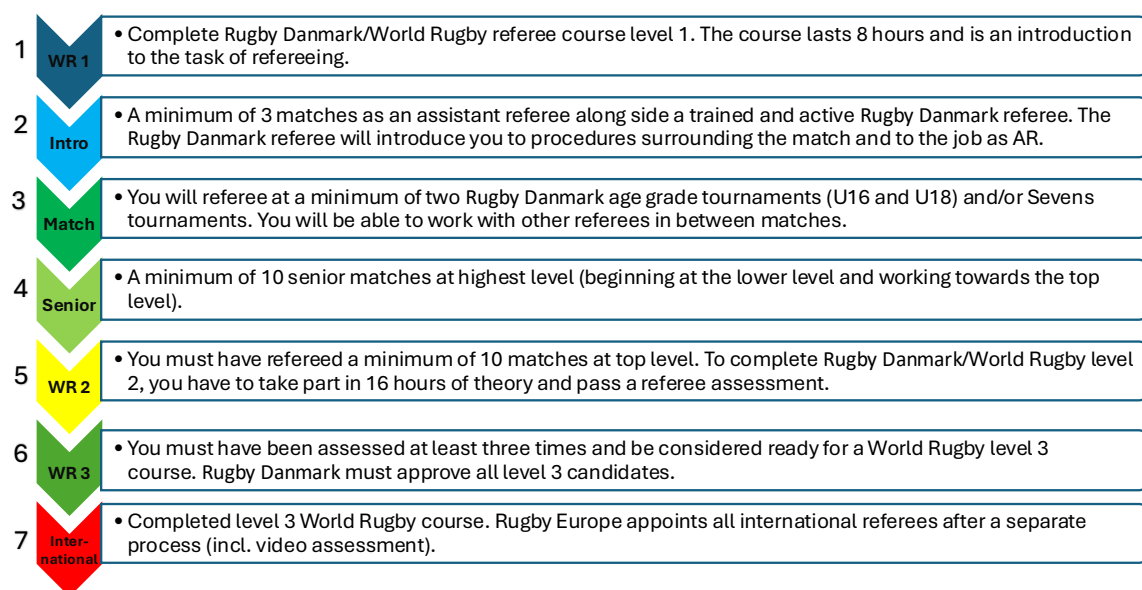 1
WR 1
• Complete Rugby Danmark/World Rugby referee course level 1. The course lasts 8 hours and is an introduction
to the task of refereeing.
2
Intro
• A minimum of 3 matches as an assistant referee along side a trained and active Rugby Danmark referee. The
Rugby Danmark referee will introduce you to procedures surrounding the match and to the job as AR.
3
Match
• You will referee at a minimum of two Rugby Danmark age grade tournaments (U16 and U18) and/or Sevens
tournaments. You will be able to work with other referees in between matches.
4
Senior
• A minimum of 10 senior matches at highest level (beginning at the lower level and working towards the top
level).
5
WR 2
• You must have refereed a minimum of 10 matches at top level. To complete Rugby Danmark/World Rugby level
2, you have to take part in 16 hours of theory and pass a referee assessment.
6
WR 3
• You must have been assessed at least three times and be considered ready for a World Rugby level 3
course. Rugby Danmark must approve all level 3 candidates.
7
Inter-
national
• Completed level 3 World Rugby course. Rugby Europe appoints all international referees after a separate
process (incl. video assessment).